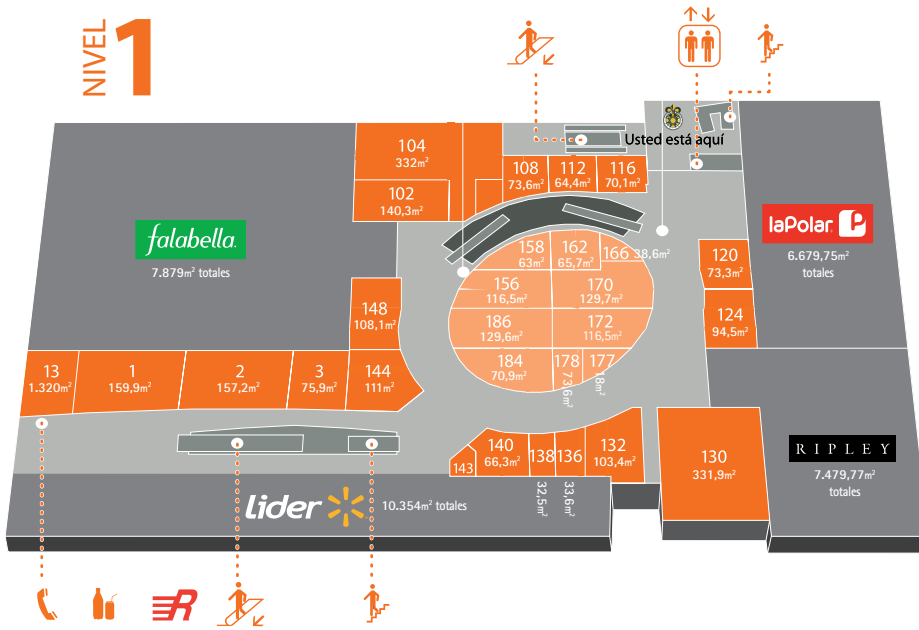 NIVEL 1
Usted está aquí
104
332m²
102
140,3m²
108
73,6m²
112
64,4m²
116
70,1m²
falabella.
7.879m² totales
laPolar P
6.679,75m²
totales
158
63m²
162
65,7m²
166 38,6m²
120
73,3m²
156
116,5m²
170
129,7m²
148
108,1m²
124
94,5m²
186
129,6m²
172
116,5m²
13
1.320m²
1
159,9m²
2
157,2m²
3
75,9m²
144
111m²
184
70,9m²
178
73,6m²
177
143
140
66,3m²
138
32,5m²
136
33,6m²
132
103,4m²
130
331,9m²
RIPLEY
7.479,77m²
totales
Lider
10.354m² totales
R